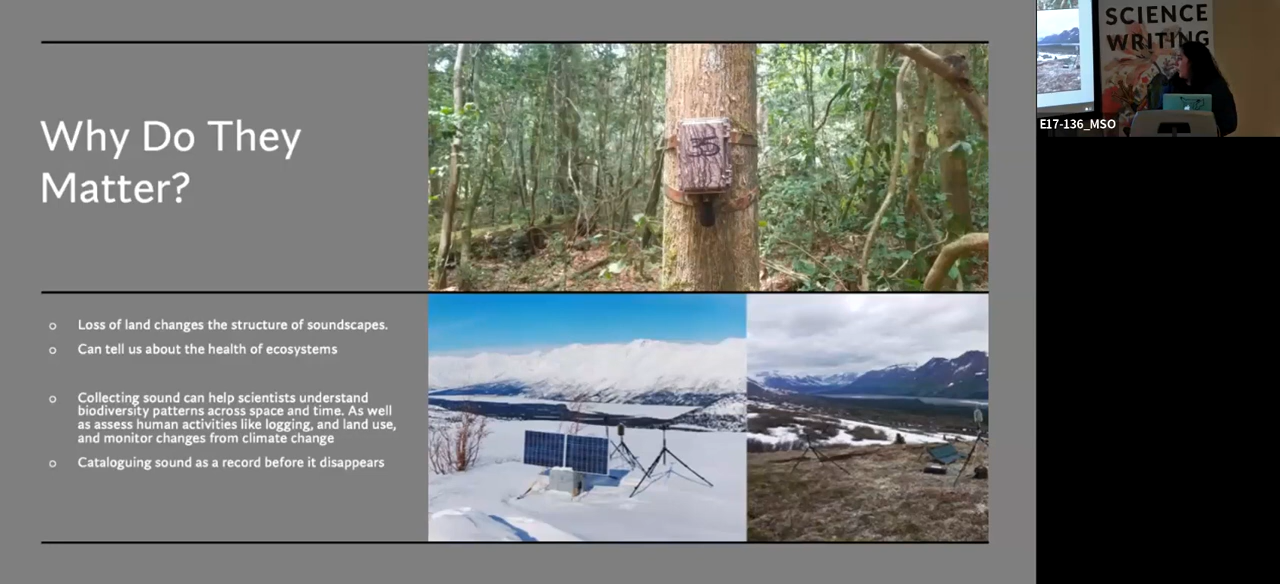 Why Do They
Matter?
Loss of land changes the structure of soundscapes.
Can tell us about the health of ecosystems
Collecting sound can help scientists understand
biodiversity patterns across space and time. As well
as assess human activities like logging, and land use,
and monitor changes from climate change
Cataloguing sound as a record before it disappears
35
SCIENCE
WRITING
E17-136_MSO